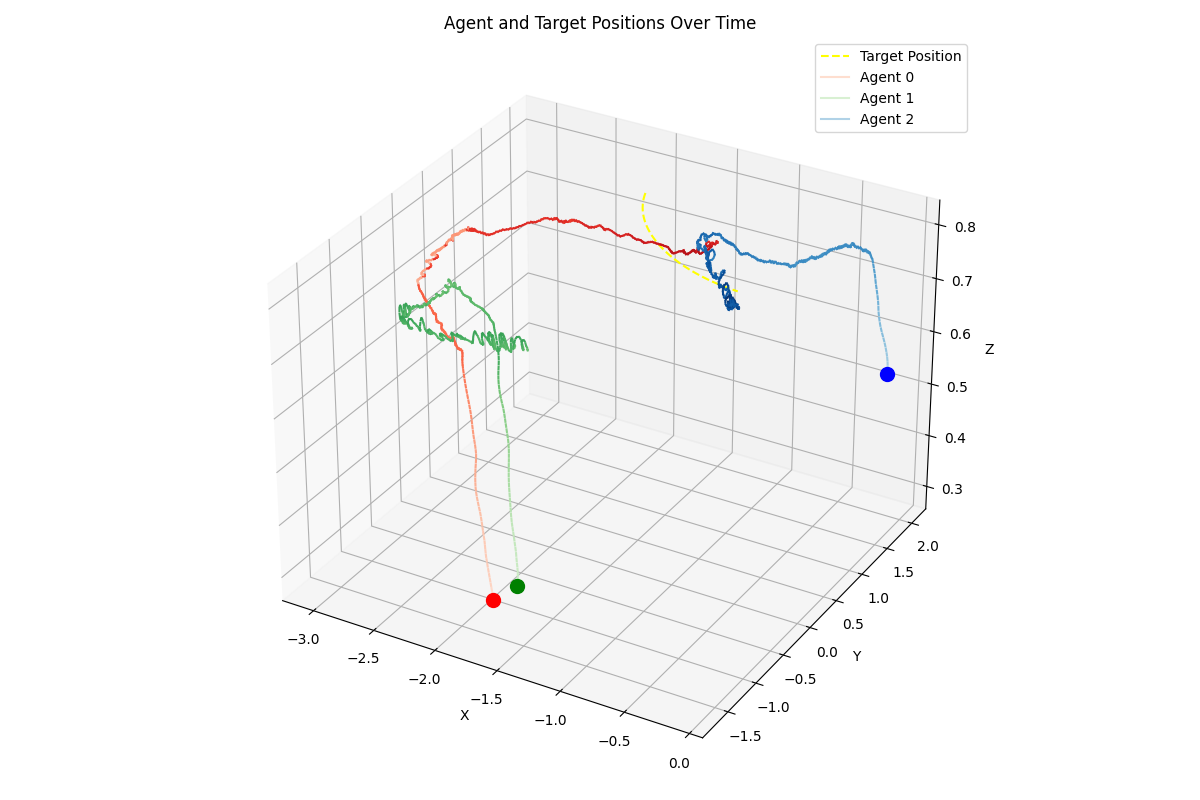 Agent and Target Positions Over Time
Target Position
Agent 0
Agent 1
Agent 2
0.8
0.7
0.6
Z
0.5
0.4
0.3
2.0
1.5
1.0
0.5
0.0
Y
−0.5
−1.0
−1.5
−3.0
−2.5
−2.0
−1.5
X
−1.0
−0.5
0.0